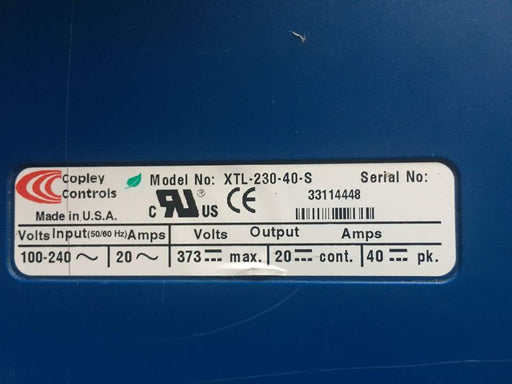 Copley Controls
Model No: XTL-230-40-S Serial No:
33114448
Made in U.S.A.
C RU ® US CE
Volts Input (50/60 Hz) Amps Volts Output Amps
100-240 ~ 20 ~ 373 ⎓ max. 20 ⎓ cont. 40 ⎓ pk.